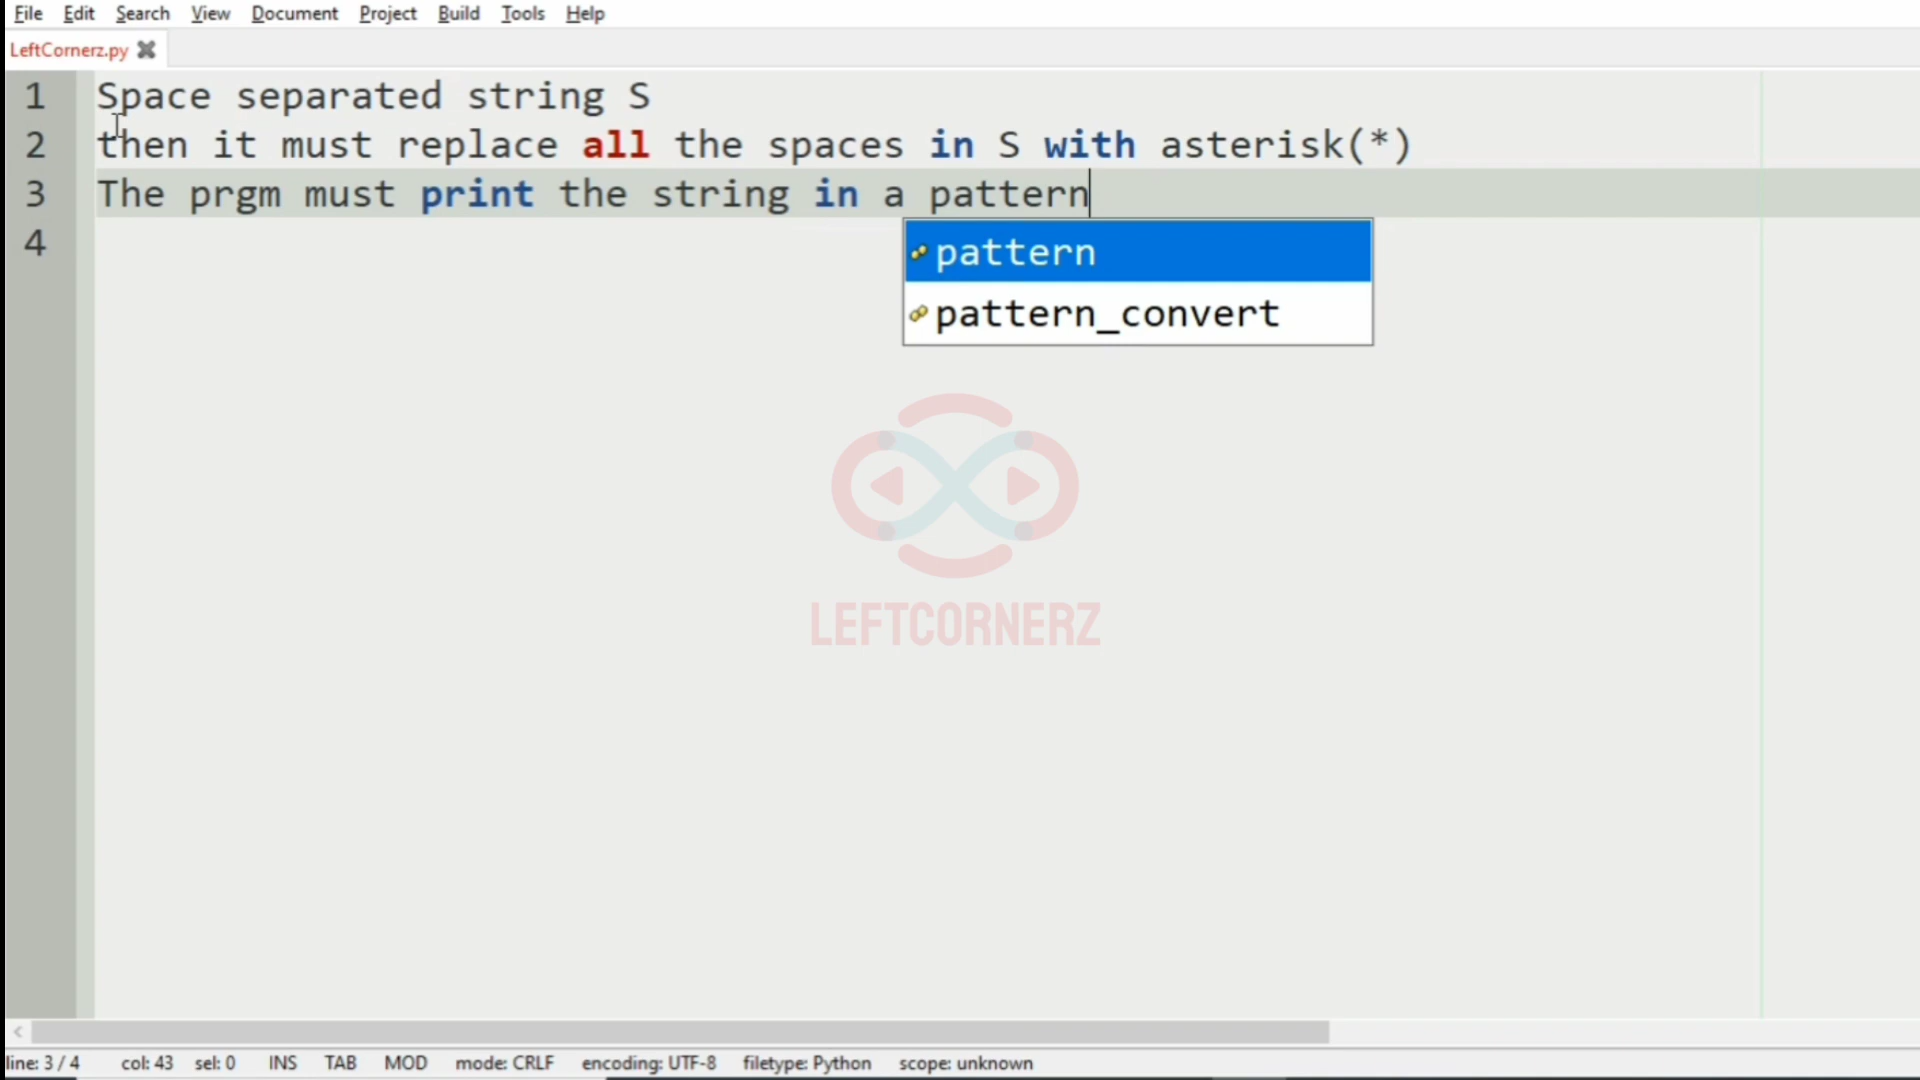 File Edit Search View Document Project Build Tools Help
LeftCornerz.py
1 Space separated string S
2 then it must replace all the spaces in S with asterisk(*)
3 The prgm must print the string in a pattern
4
pattern
pattern_convert
LEFTCORNERZ
line: 3 / 4 col: 43 sel: 0 INS TAB MOD mode: CRLF encoding: UTF-8 filetype: Python scope: unknown